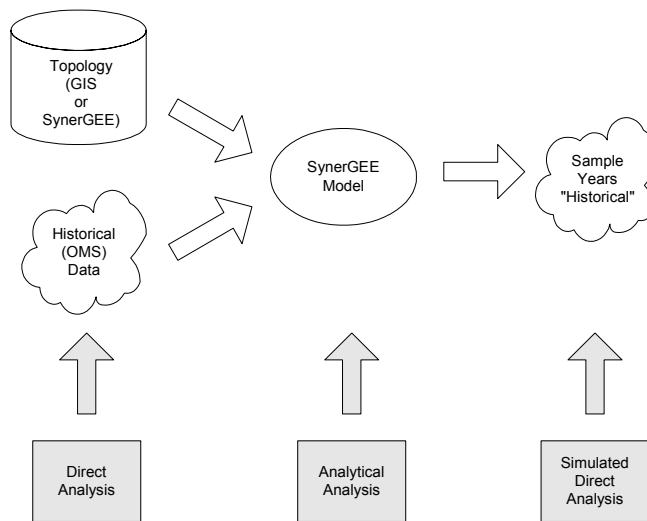 Topology
(GIS
or
SynerGEE)
SynerGEE
Model
Sample
Years
"Historical"
Historical
(OMS)
Data
Direct
Analysis
Analytical
Analysis
Simulated
Direct
Analysis